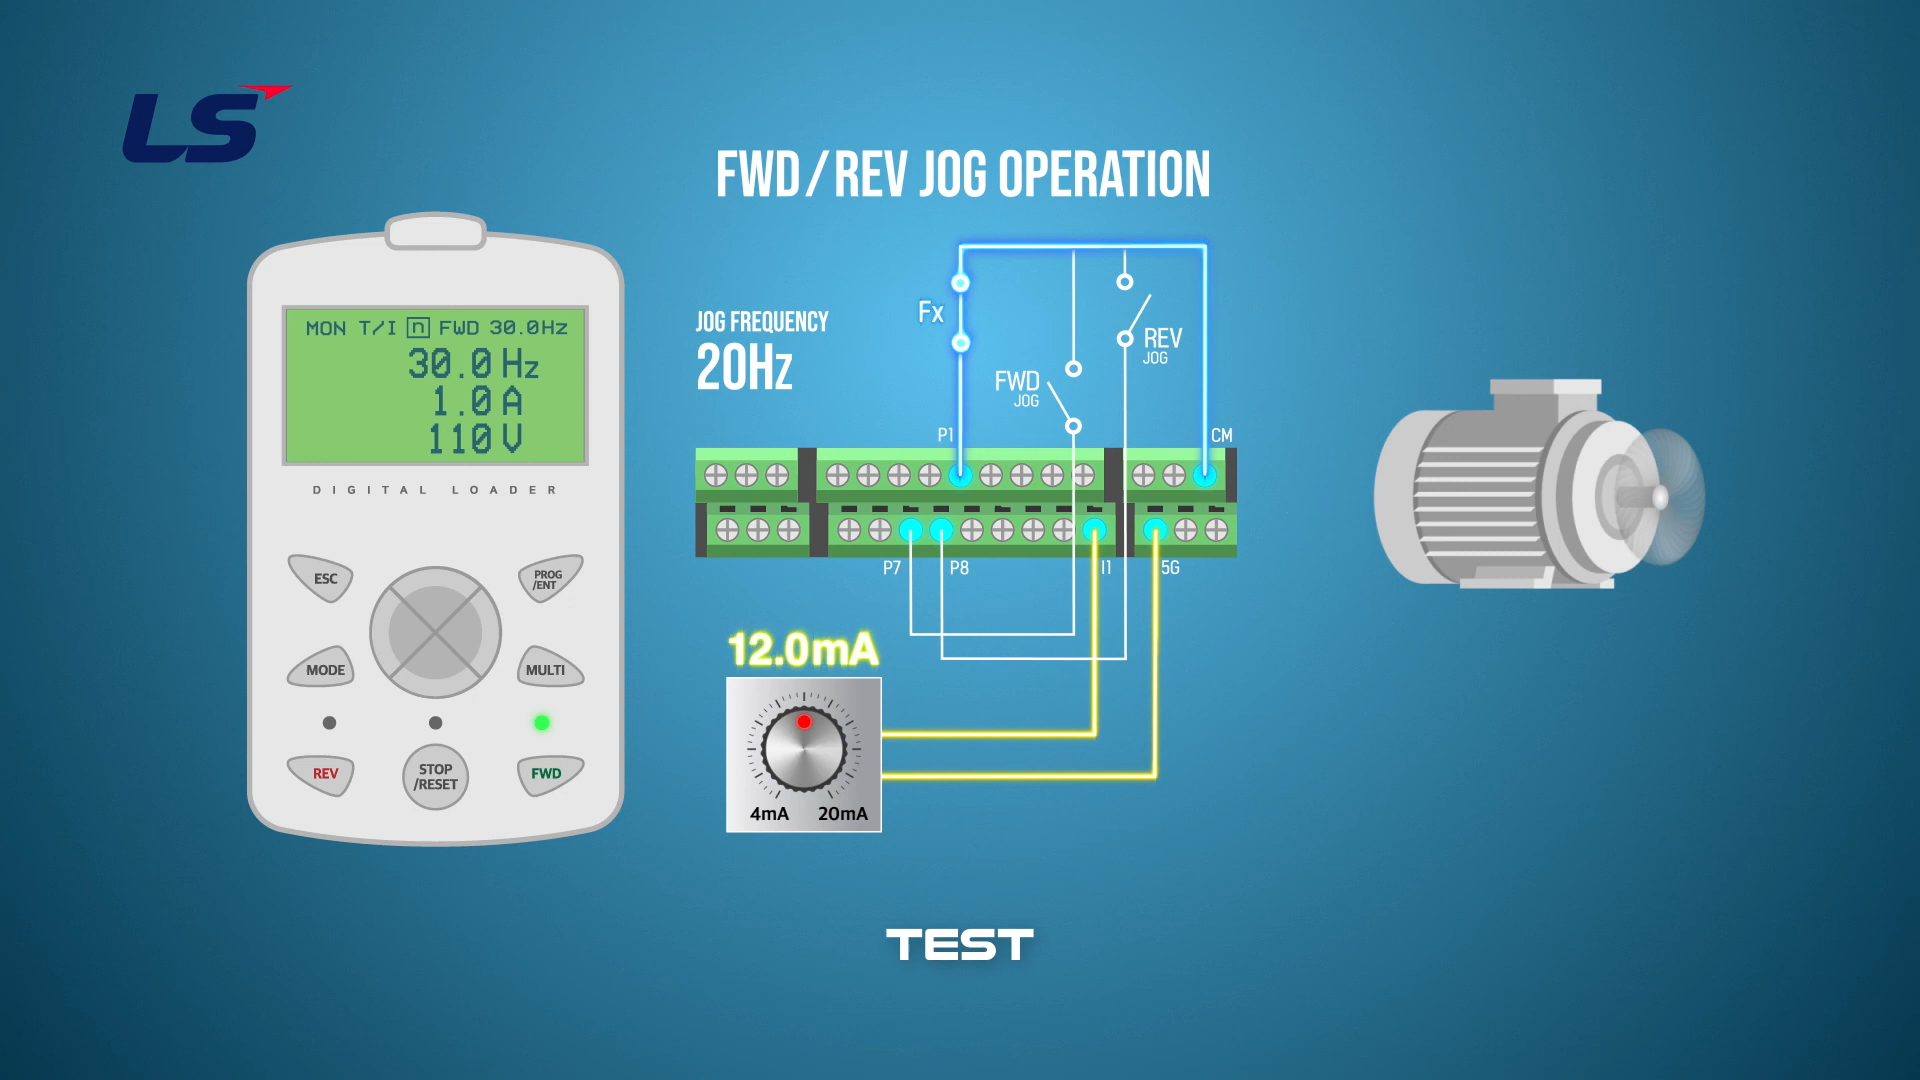 LS
FWD/REV JOG OPERATION
MON T/I n FWD 30.0Hz
30.0 Hz
1.0 A
110 V
DIGITAL LOADER
ESC
PROG
/ENT
MODE
MULTI
REV
STOP
/RESET
FWD
JOG FREQUENCY
20Hz
Fx
FWD
JOG
REV
JOG
P1
CM
P7
P8
I1
5G
12.0mA
4mA
20mA
TEST